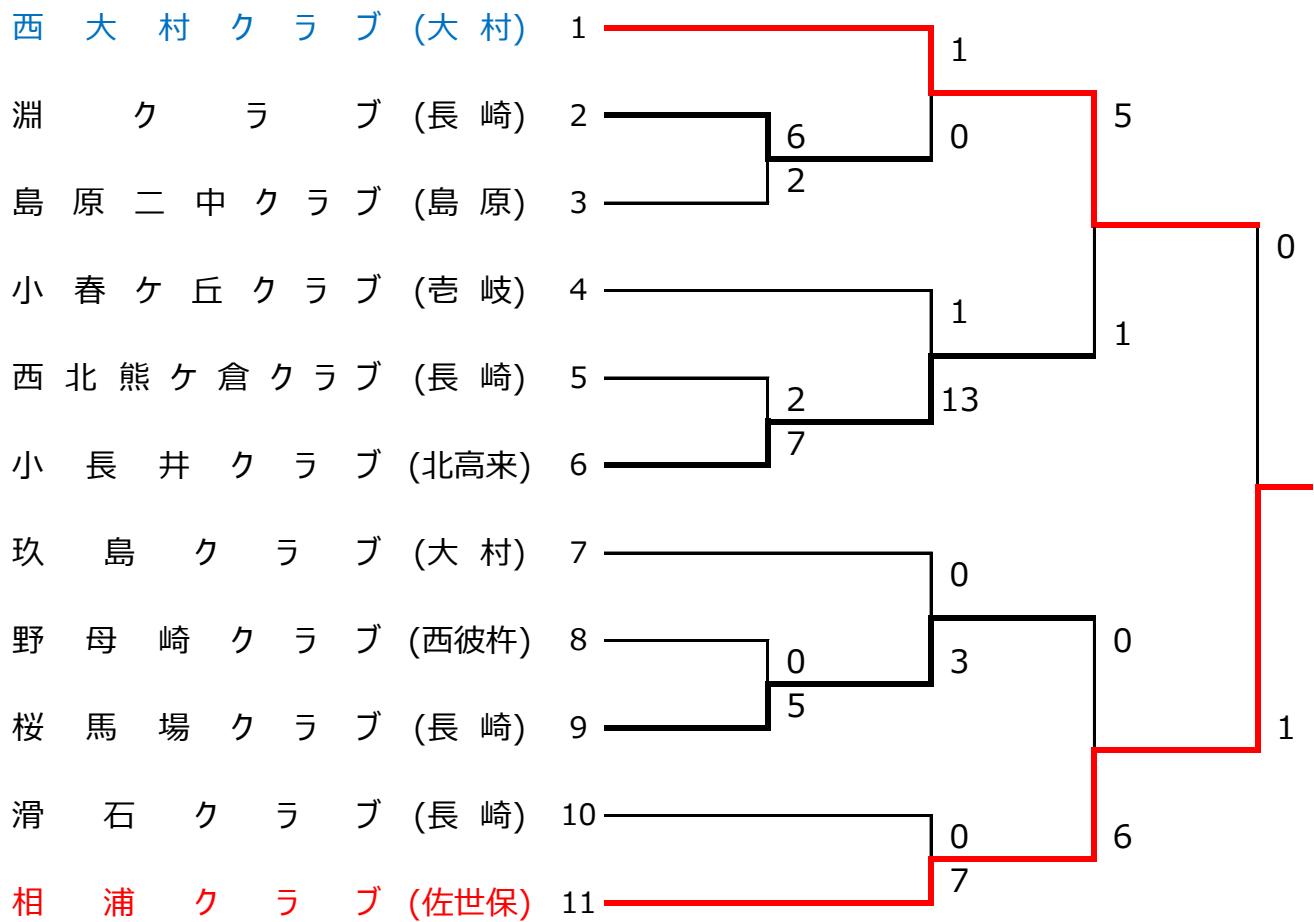 西大村クラブ (大村) 1
1
5
淵クラブ (長崎) 2
6
0
2
島原二中クラブ (島原) 3
0
小春ケ丘クラブ (壱岐) 4
1
1
西北熊ケ倉クラブ (長崎) 5
2
13
7
小長井クラブ (北高来) 6
玖島クラブ (大村) 7
0
野母崎クラブ (西彼杵) 8
0
0
3
5
桜馬場クラブ (長崎) 9
1
滑石クラブ (長崎) 10
0
6
7
相浦クラブ (佐世保) 11